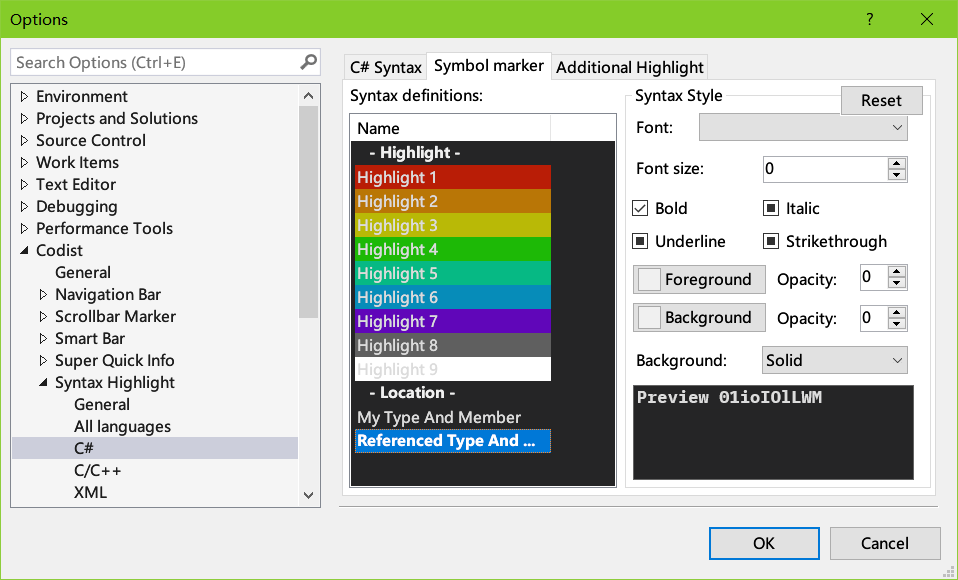 Options
?
Search Options (Ctrl+E)
Environment
Projects and Solutions
Source Control
Work Items
Text Editor
Debugging
Performance Tools
Codist
General
Navigation Bar
Scrollbar Marker
Smart Bar
Super Quick Info
Syntax Highlight
General
All languages
C#
C/C++
XML
C# Syntax
Symbol marker
Additional Highlight
Syntax definitions:
Name
- Highlight -
Highlight 1
Highlight 2
Highlight 3
Highlight 4
Highlight 5
Highlight 6
Highlight 7
Highlight 8
Highlight 9
- Location -
My Type And Member
Referenced Type And ...
Syntax Style
Reset
Font:
Font size:
0
Bold
Italic
Underline
Strikethrough
Foreground
Opacity:
0
Background
Opacity:
0
Background:
Solid
Preview 01ioIOlLWM
OK
Cancel